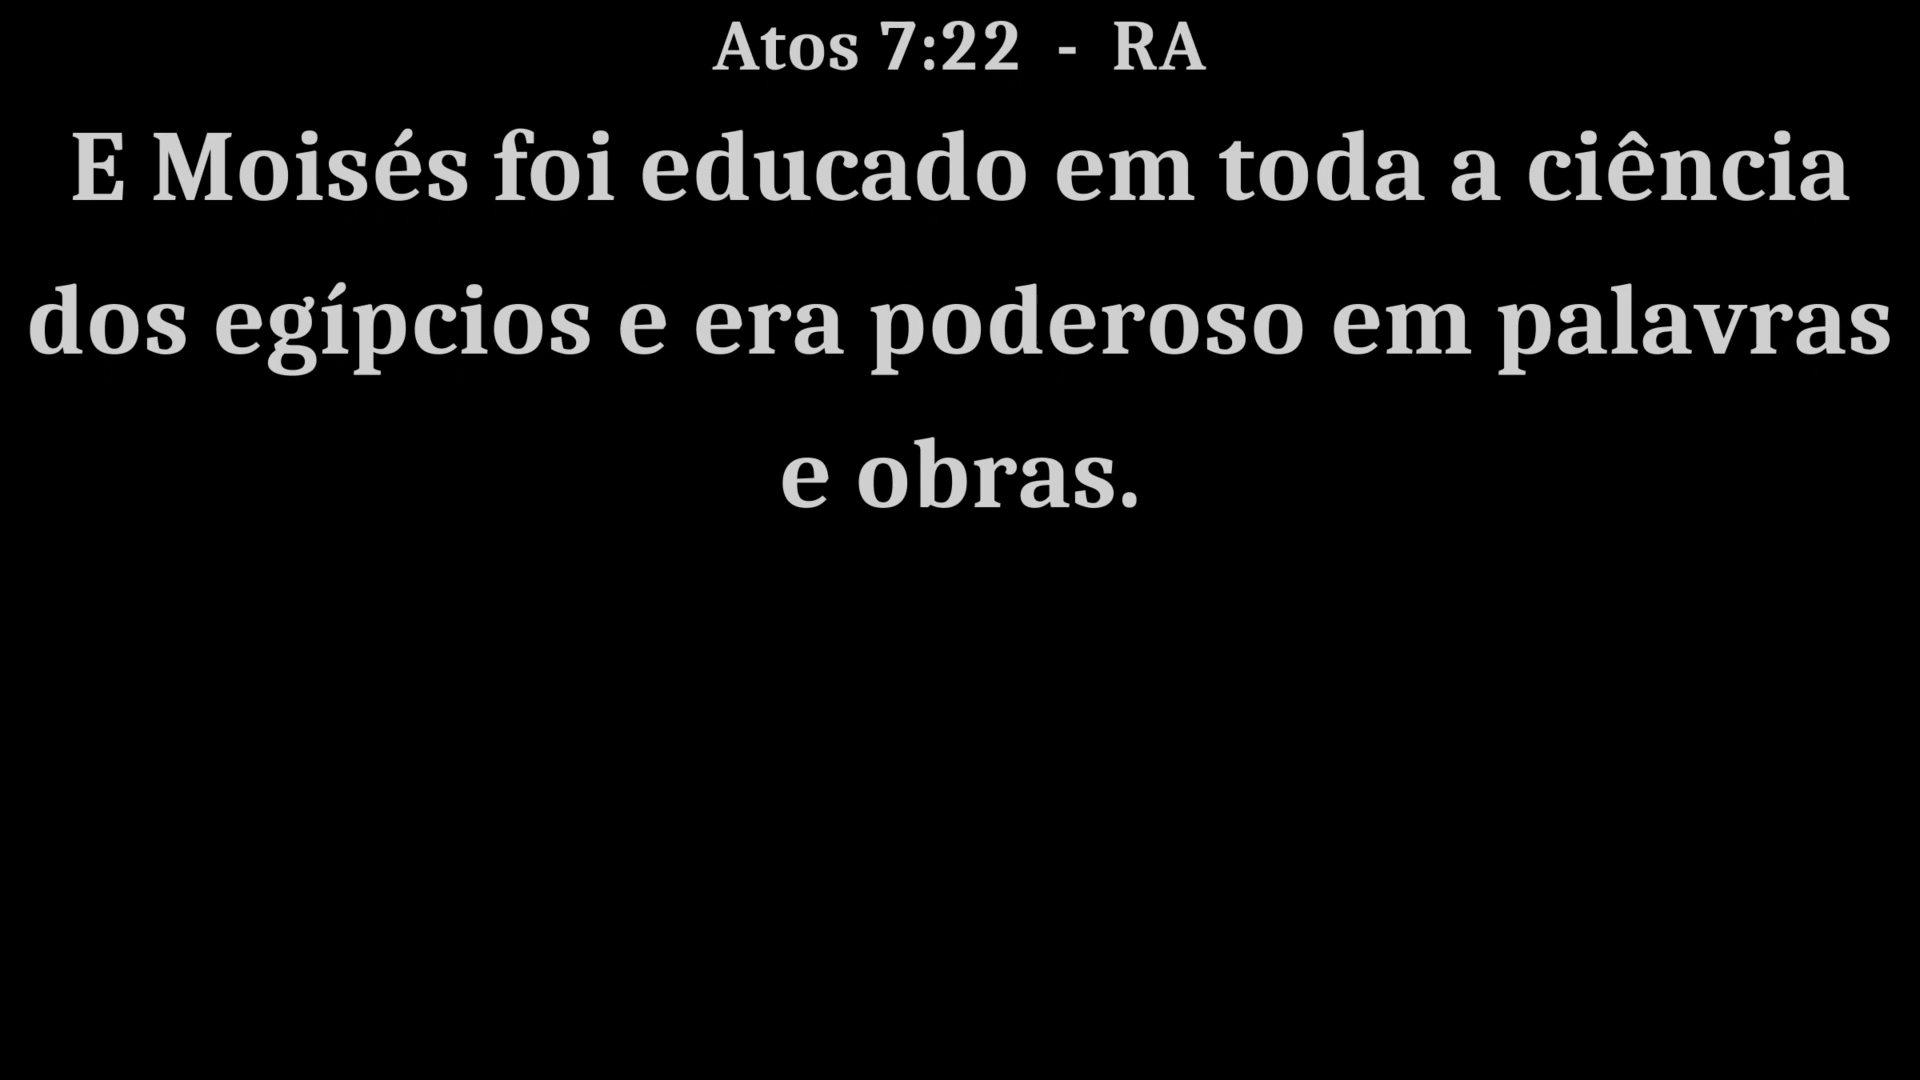 Atos 7:22 - RA
E Moisés foi educado em toda a ciência
dos egípcios e era poderoso em palavras
e obras.